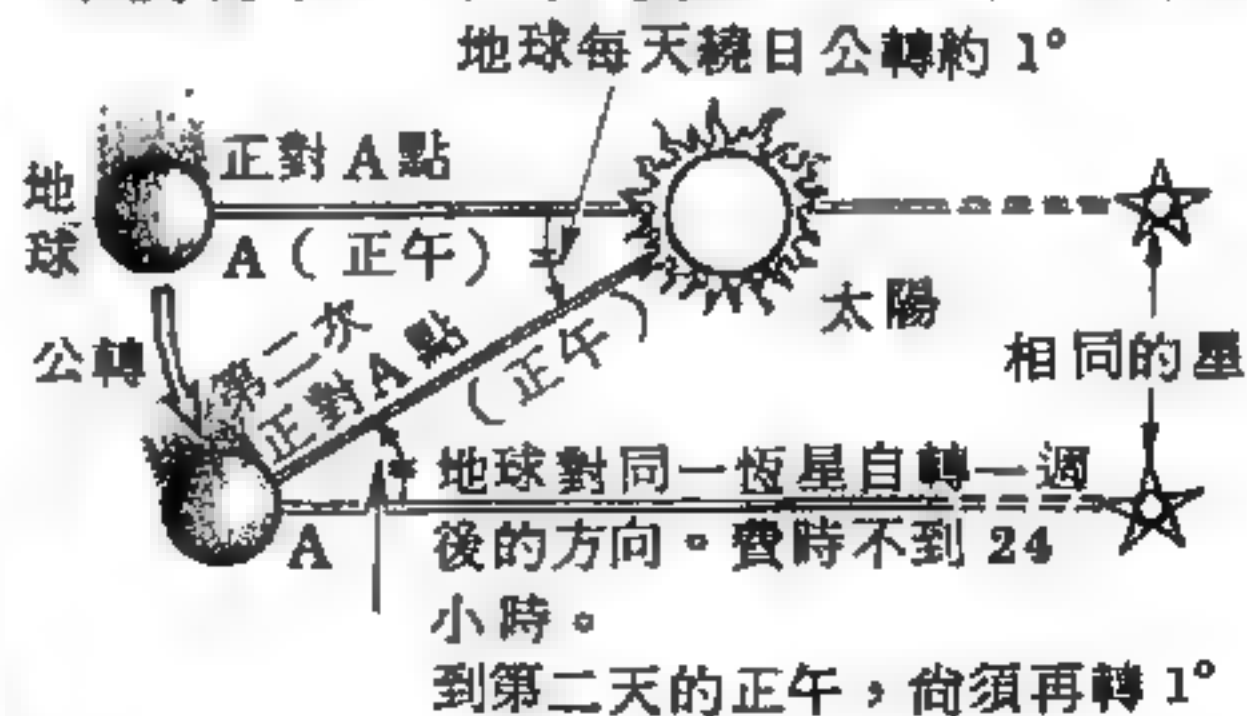 地球每天繞日公轉約 1°
正對 A 點
地球
A（正午）
太陽
公轉
第二次
正對 A 點
（正午）
相同的星
地球對同一恆星自轉一週
A
後的方向。費時不到 24
小時。
到第二天的正午，尙須再轉 1°